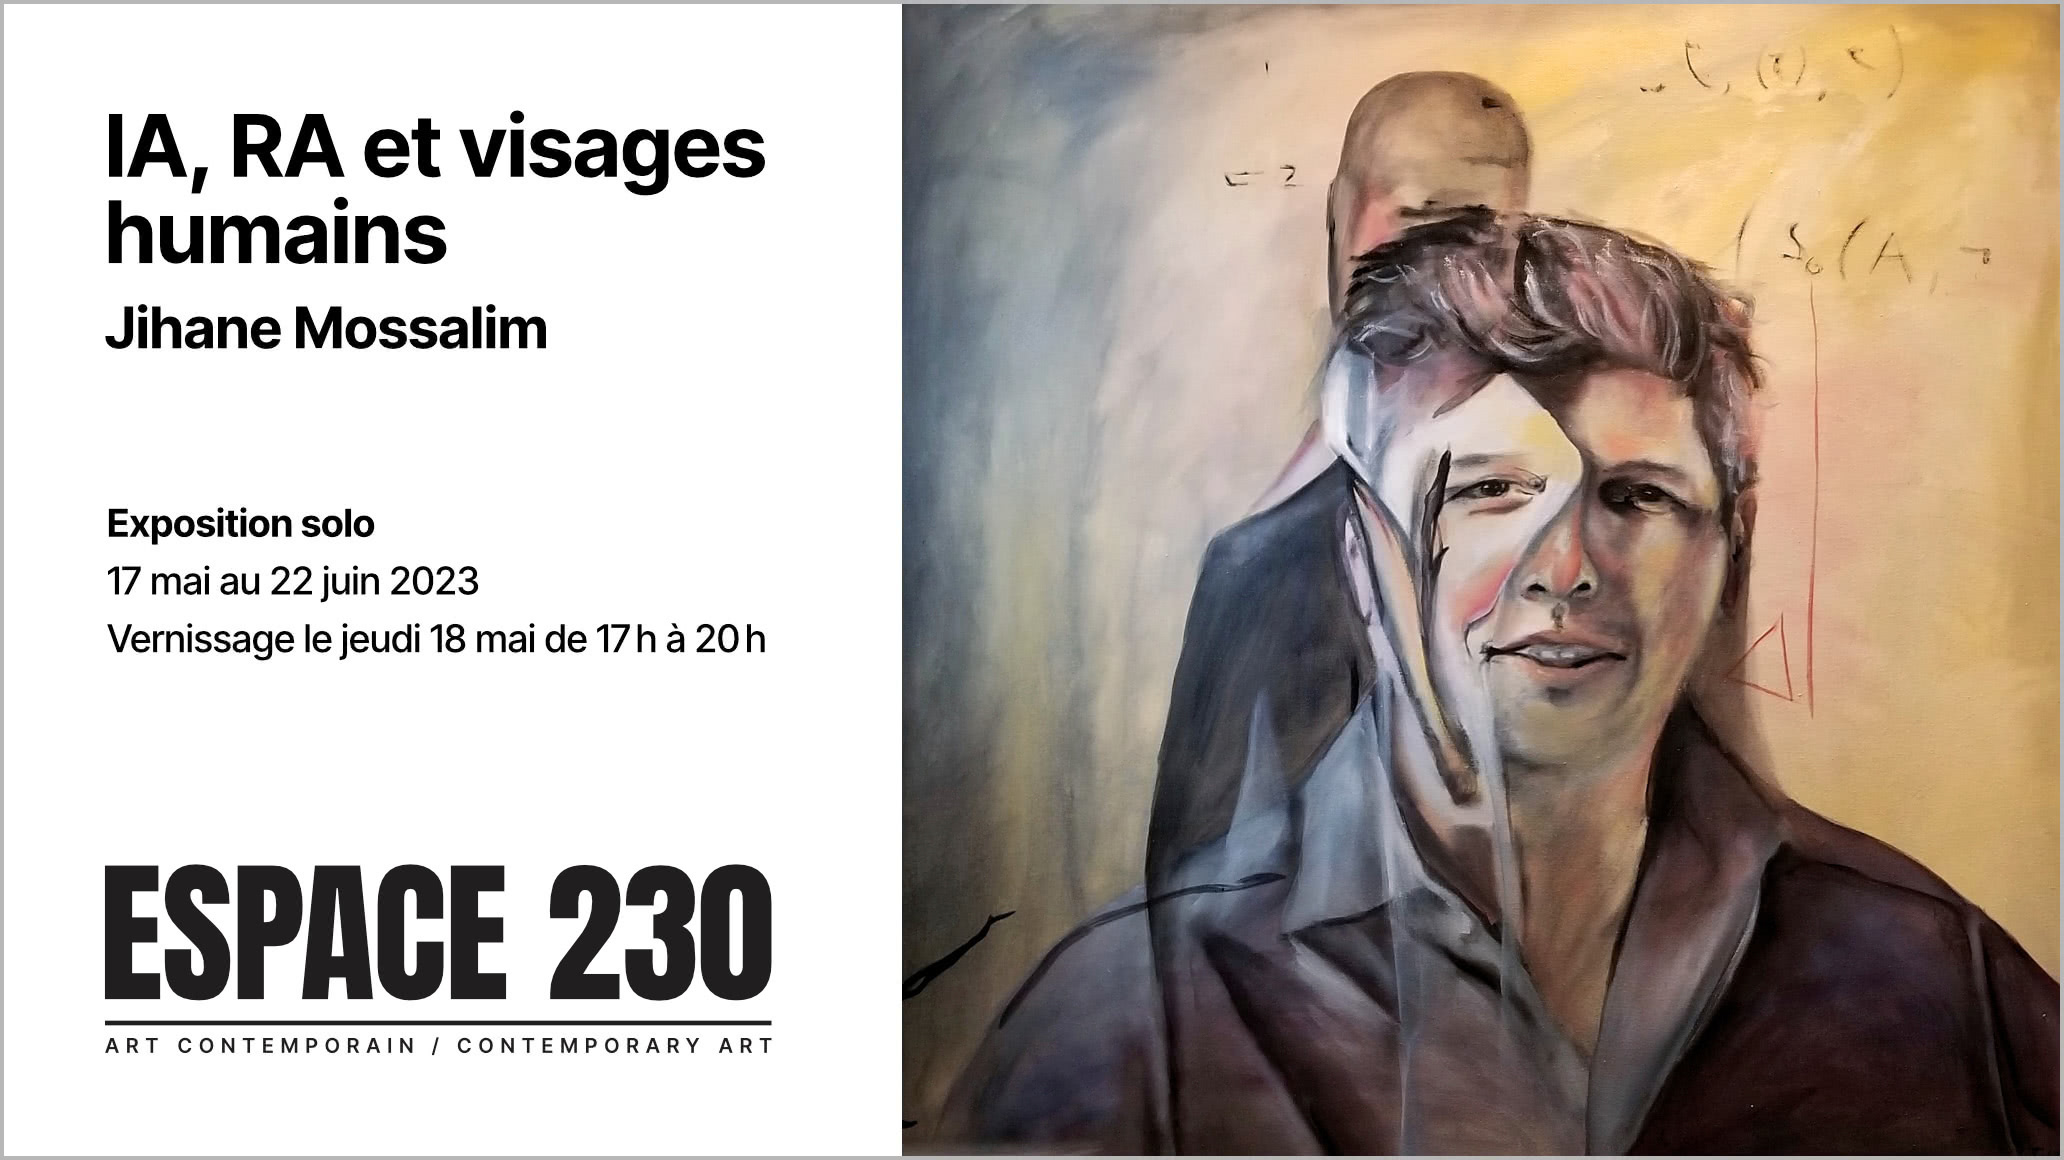 IA, RA et visages
humains
Jihane Mossalim
Exposition solo
17 mai au 22 juin 2023
Vernissage le jeudi 18 mai de 17 h à 20 h
ESPACE 230
ART CONTEMPORAIN / CONTEMPORARY ART